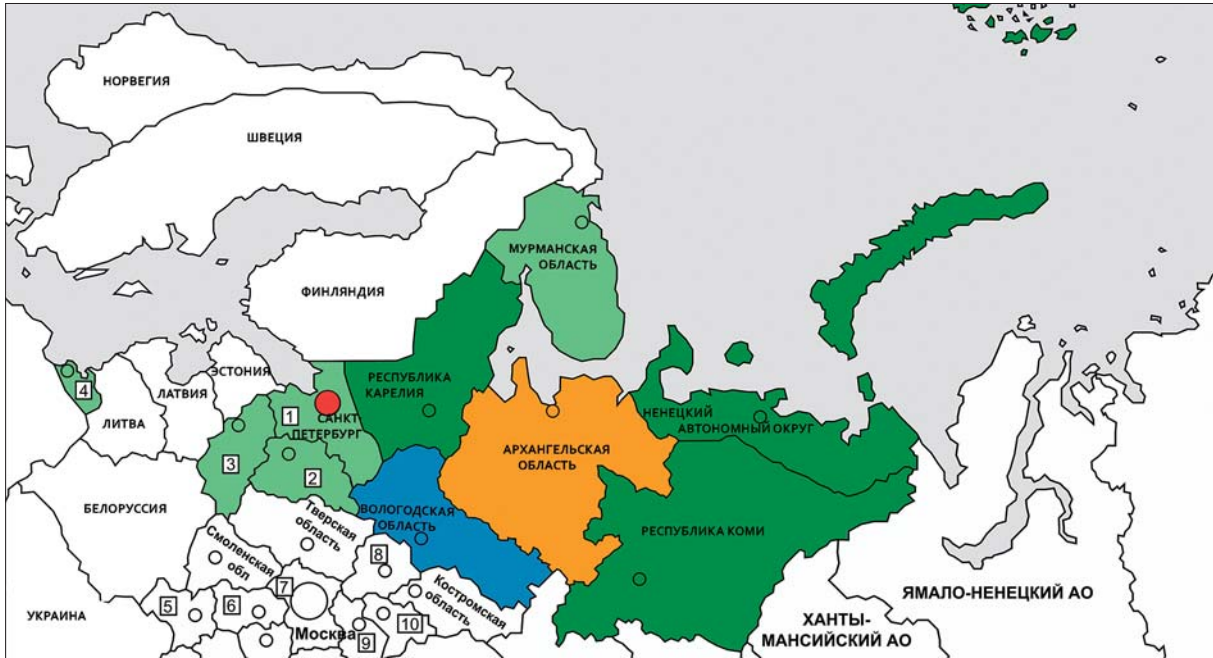 НОРВЕГИЯ
ШВЕЦИЯ
МУРМАНСКАЯ
ОБЛАСТЬ
ФИНЛЯНДИЯ
ЭСТОНИЯ
РЕСПУБЛИКА
КАРЕЛИЯ
4
ЛАТВИЯ
ЛИТВА
1
САНКТ-
ПЕТЕРБУРГ
НЕНЕЦКИЙ
АВТОНОМНЫЙ ОКРУГ
АРХАНГЕЛЬСКАЯ
ОБЛАСТЬ
3
2
БЕЛОРУССИЯ
Тверская
область
ВОЛОГОДСКАЯ
ОБЛАСТЬ
РЕСПУБЛИКА КОМИ
Смоленская
обл
8
7
Костромская
область
ЯМАЛО-НЕНЕЦКИЙ АО
УКРАИНА
5
6
Москва
9
10
ХАНТЫ-
МАНСИЙСКИЙ АО